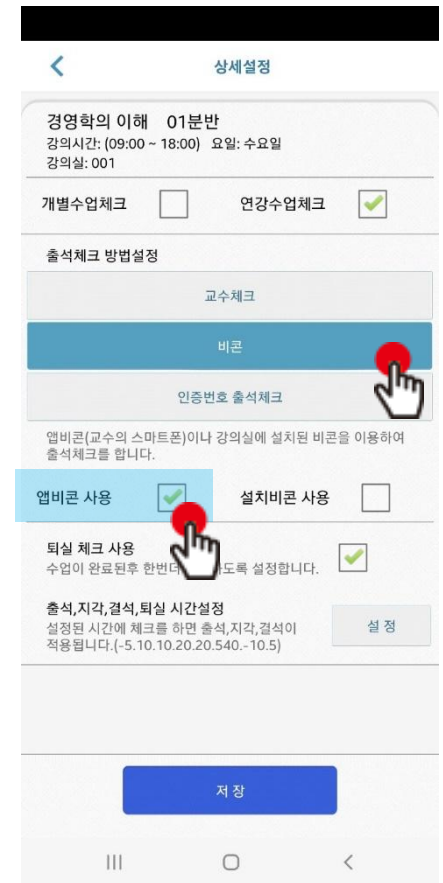 상세설정
경영학의 이해 01분반
강의시간: (09:00 ~ 18:00) 요일: 수요일
강의실: 001
개별수업체크
연강수업체크
출석체크 방법설정
교수체크
비콘
인증번호 출석체크
앱비콘(교수의 스마트폰)이나 강의실에 설치된 비콘을 이용하여
출석체크를 합니다.
앱비콘 사용
설치비콘 사용
퇴실 체크 사용
수업이 완료된후 한번더 도록 설정합니다.
출석,지각,결석,퇴실 시간설정
설정된 시간에 체크를 하면 출석,지각,결석이
적용됩니다.(-5.10.10.20.20.540.-10.5)
설 정
저 장